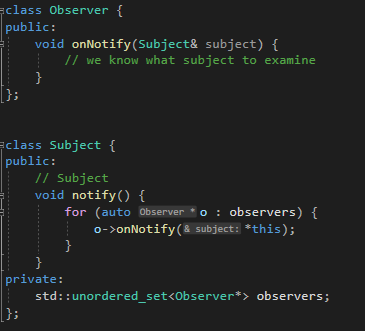 class Observer {
public:
    void onNotify(Subject& subject) {
        // we know what subject to examine
    }
};
class Subject {
public:
    // Subject
    void notify() {
        for (auto Observer * o : observers) {
            o->onNotify(& subject: *this);
        }
    }
private:
    std::unordered_set<Observer*> observers;
};